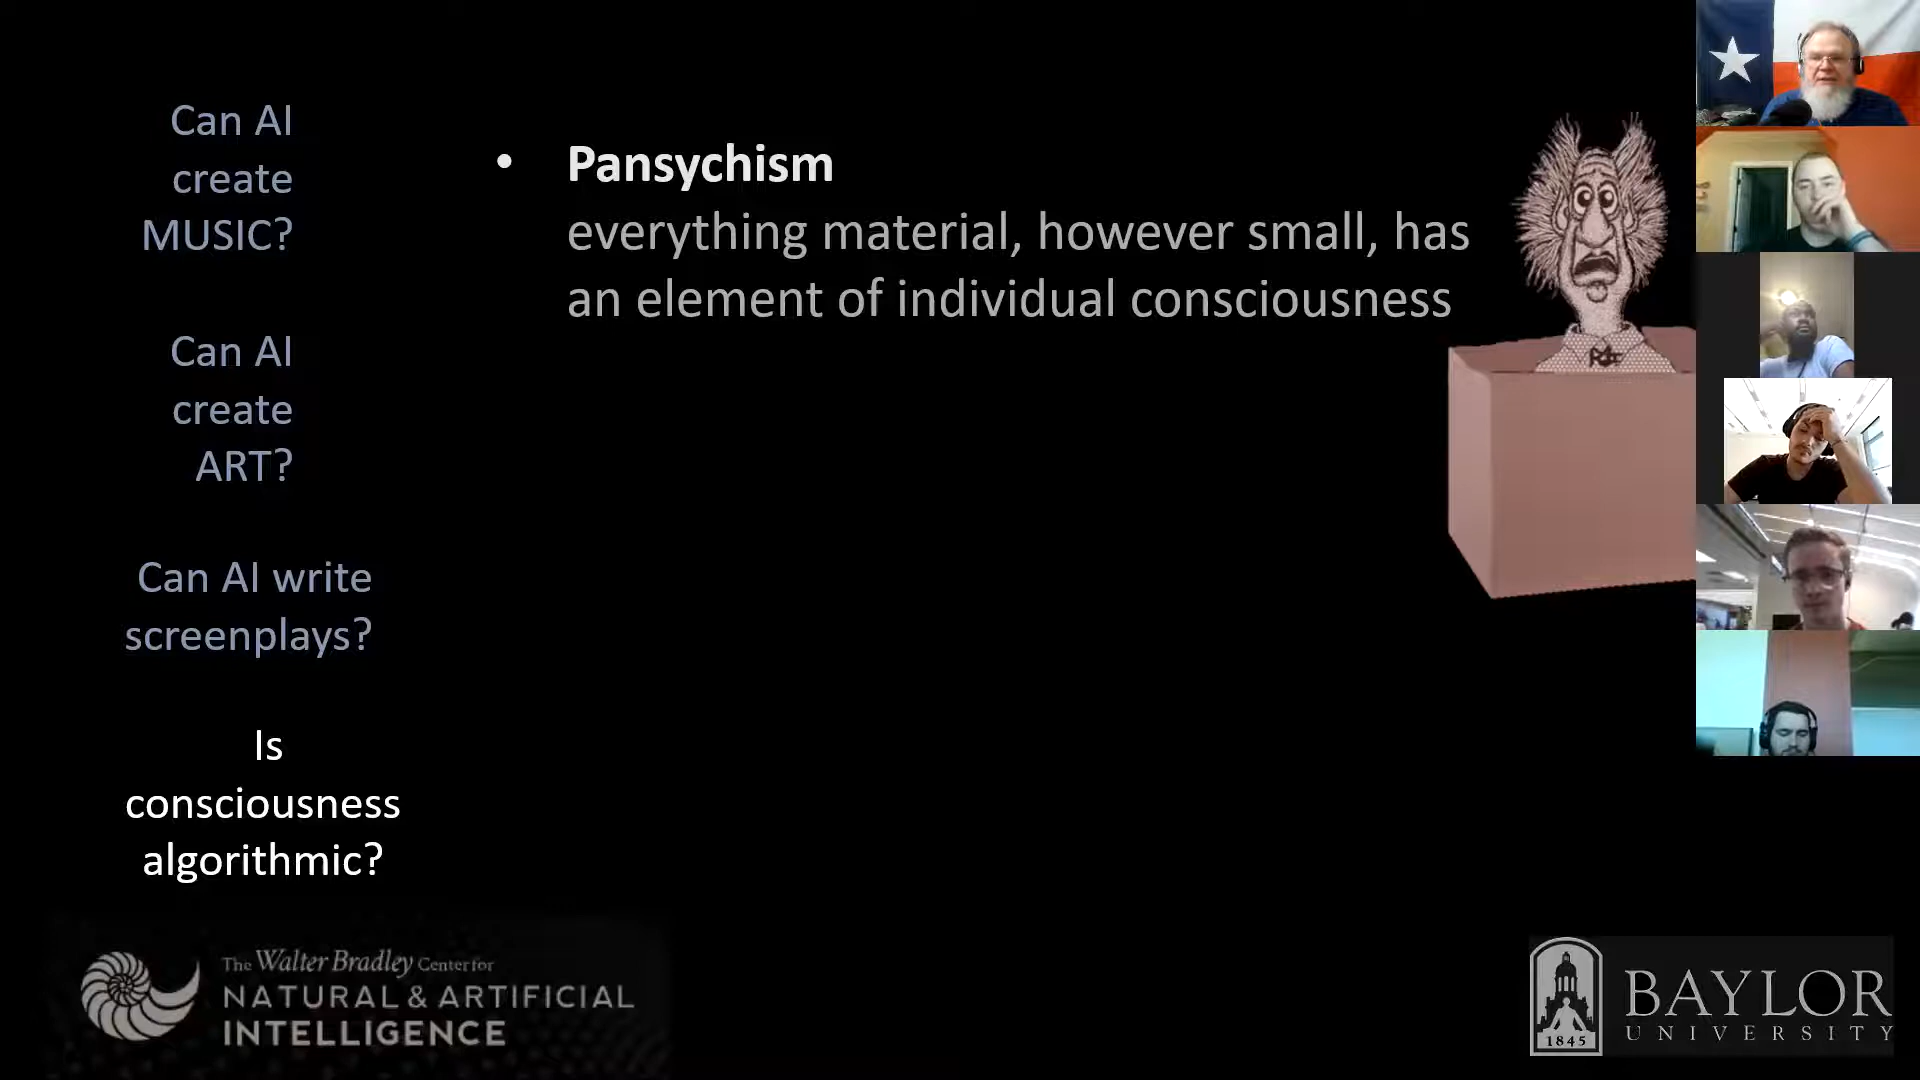 Can AI
create
MUSIC?
Can AI
create
ART?
Can AI write
screenplays?
Is
consciousness
algorithmic?
• Pansychism
everything material, however small, has
an element of individual consciousness
The Walter Bradley Center for
NATURAL & ARTIFICIAL
INTELLIGENCE
1845
BAYLOR
UNIVERSITY